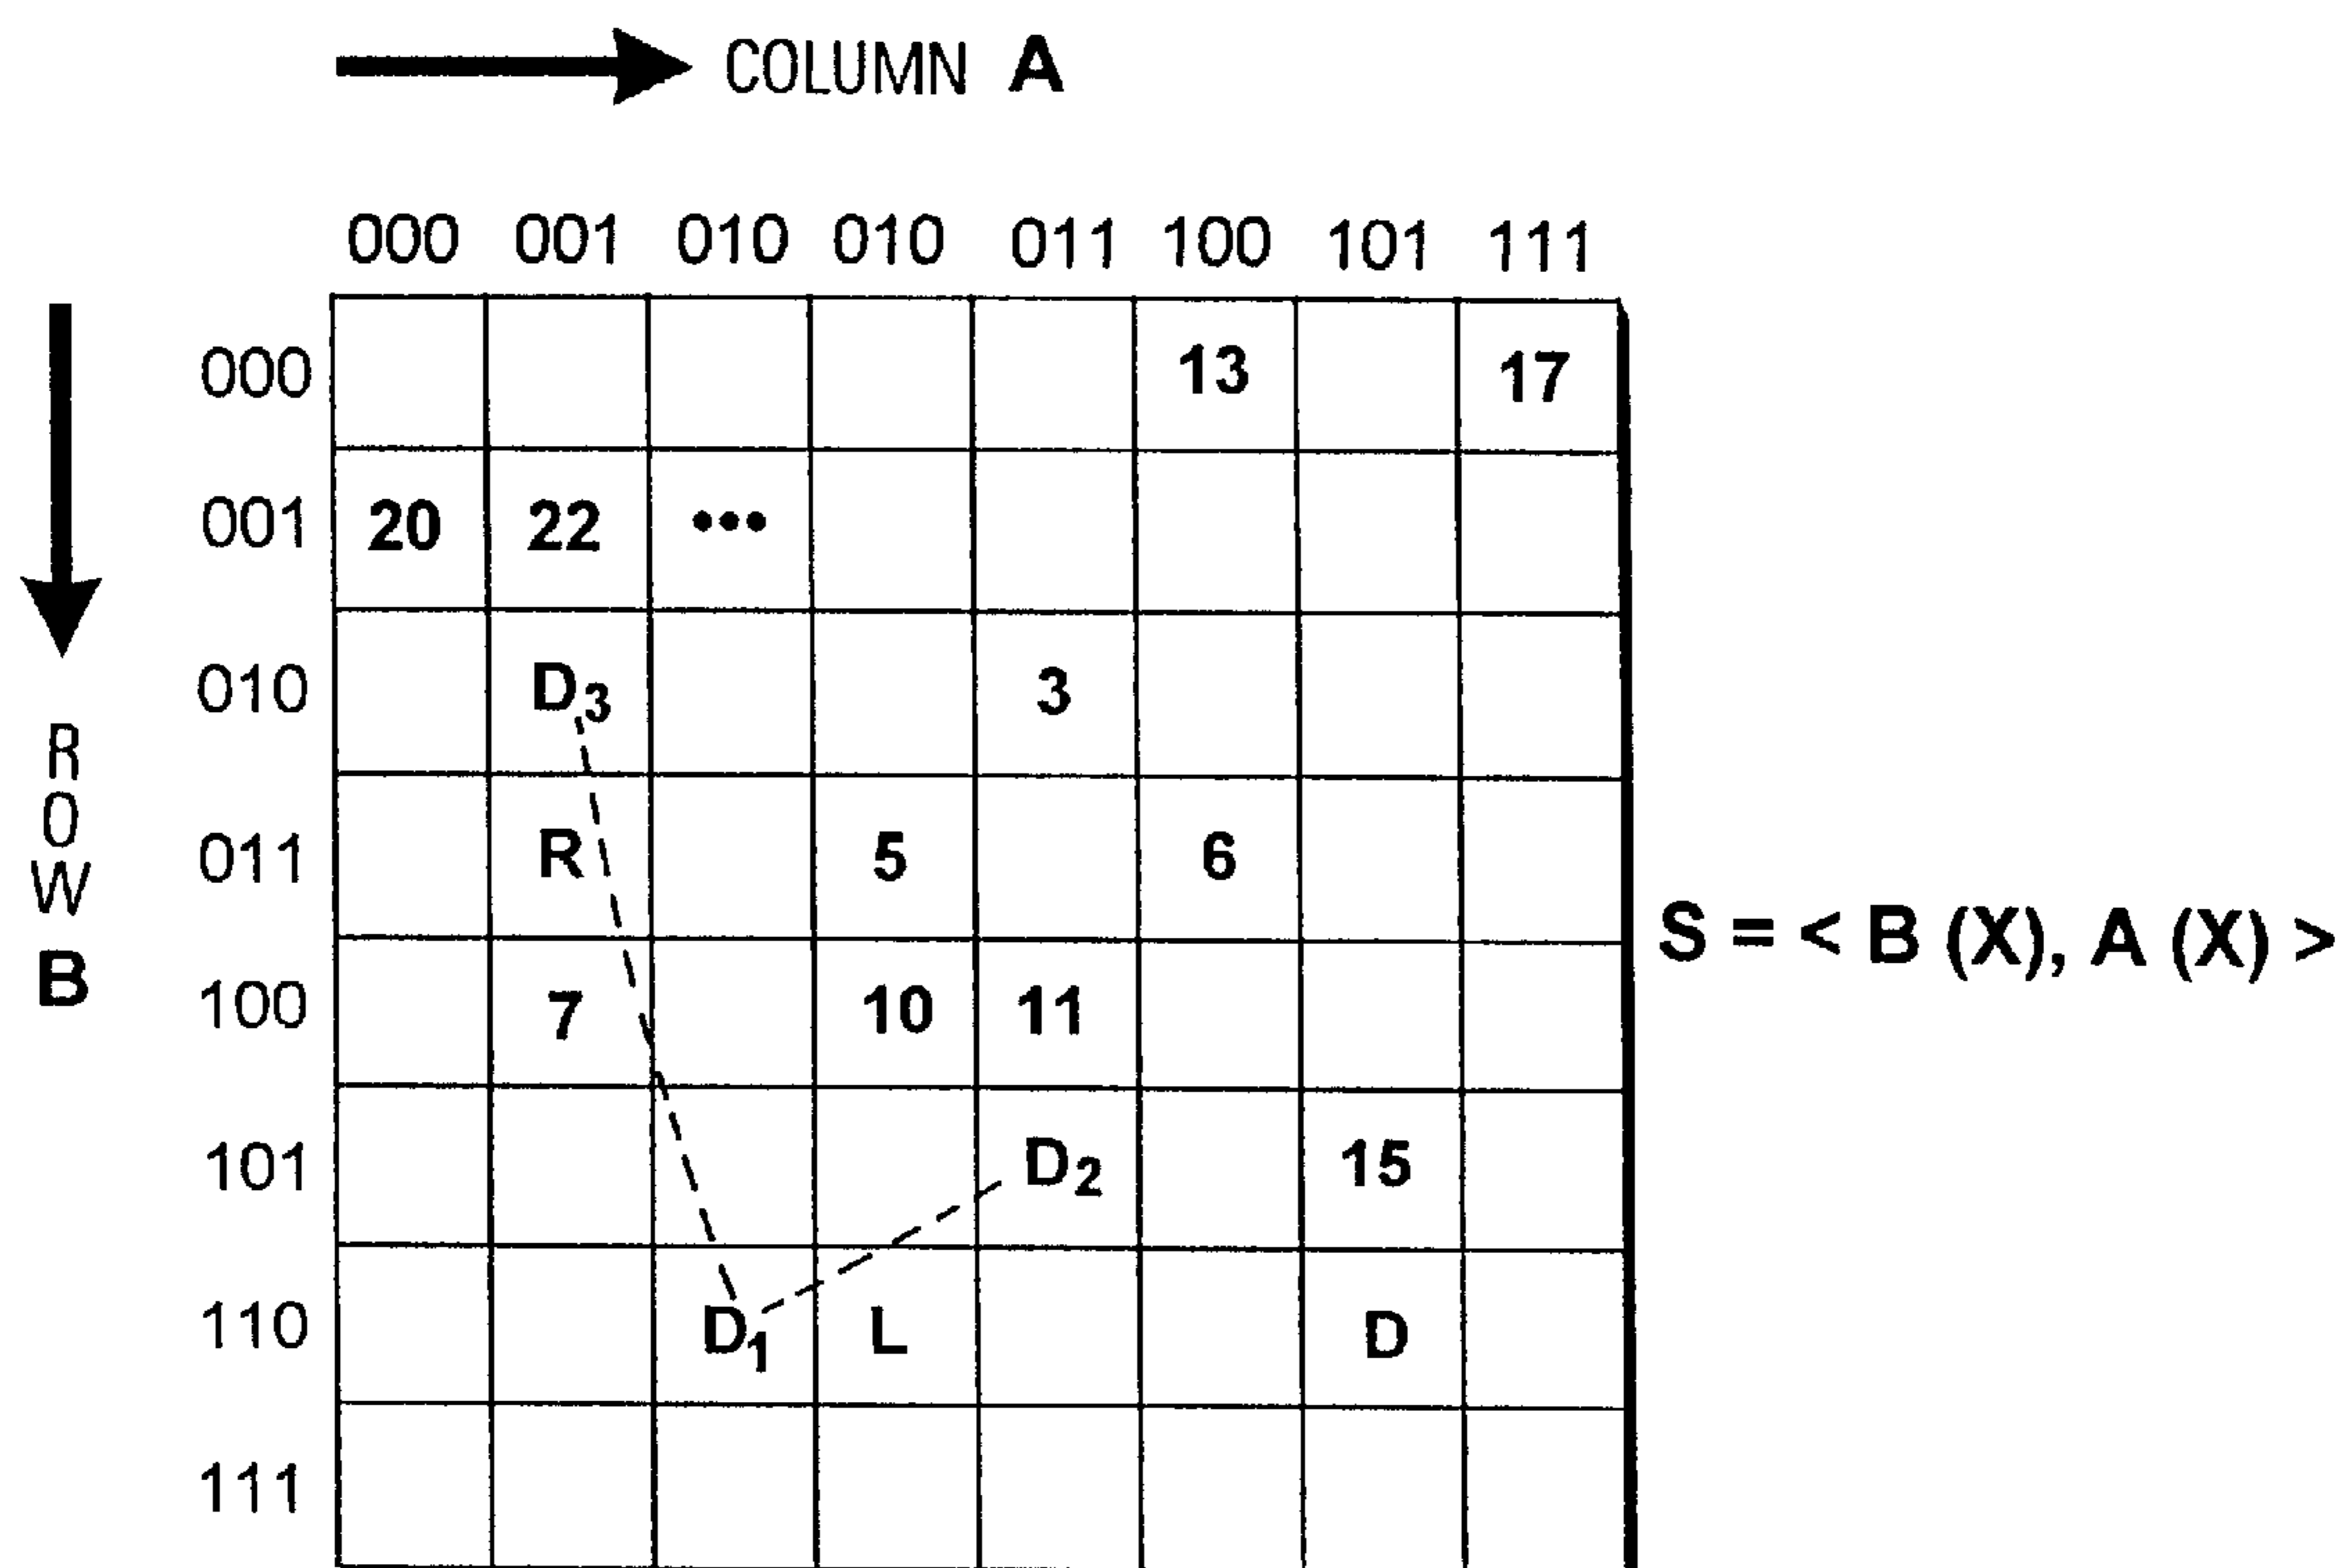 COLUMN A
000 001 010 010 011 100 101 111
000 13 17
001 20 22 •••
010 D3 3
011 R 5 6
S = < B (X), A (X) >
100 7 10 11
101 D2 15
110 D1 L D
111
ROW B